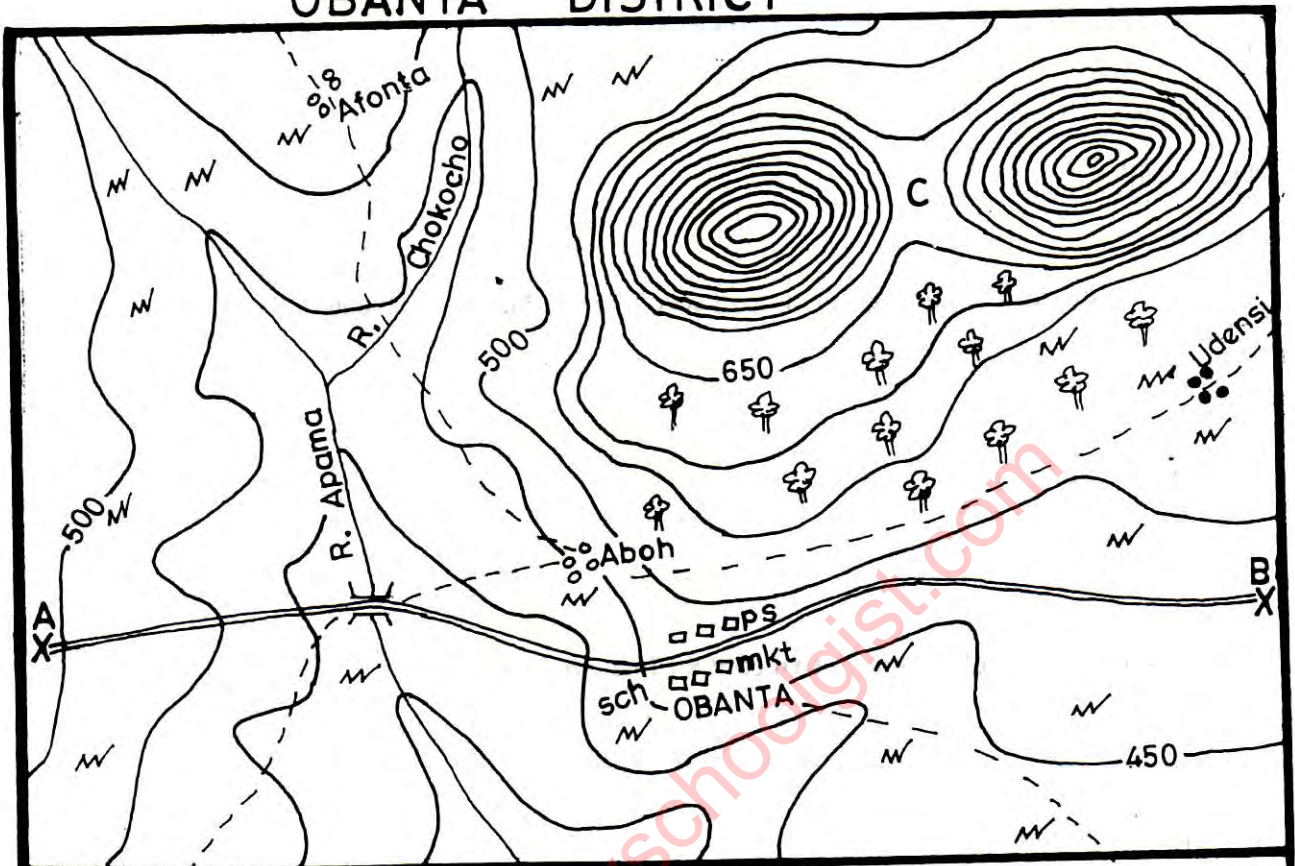 OBANTA DISTRICT
Afonta
R. Chokocho
C
500
650
Udensi
R. Apama
500
Aboh
A
X
B
X
ps
mkt
sch
OBANTA
450
schoolgist.com